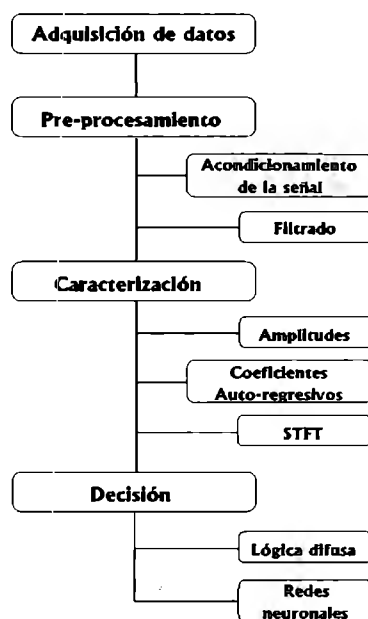 Adquisición de datos
Pre-procesamiento
Acondicionamiento
de la señal
Filtrado
Caracterización
Amplitudes
Coeficientes
Auto-regresivos
STFT
Decisión
Lógica difusa
Redes
neuronales